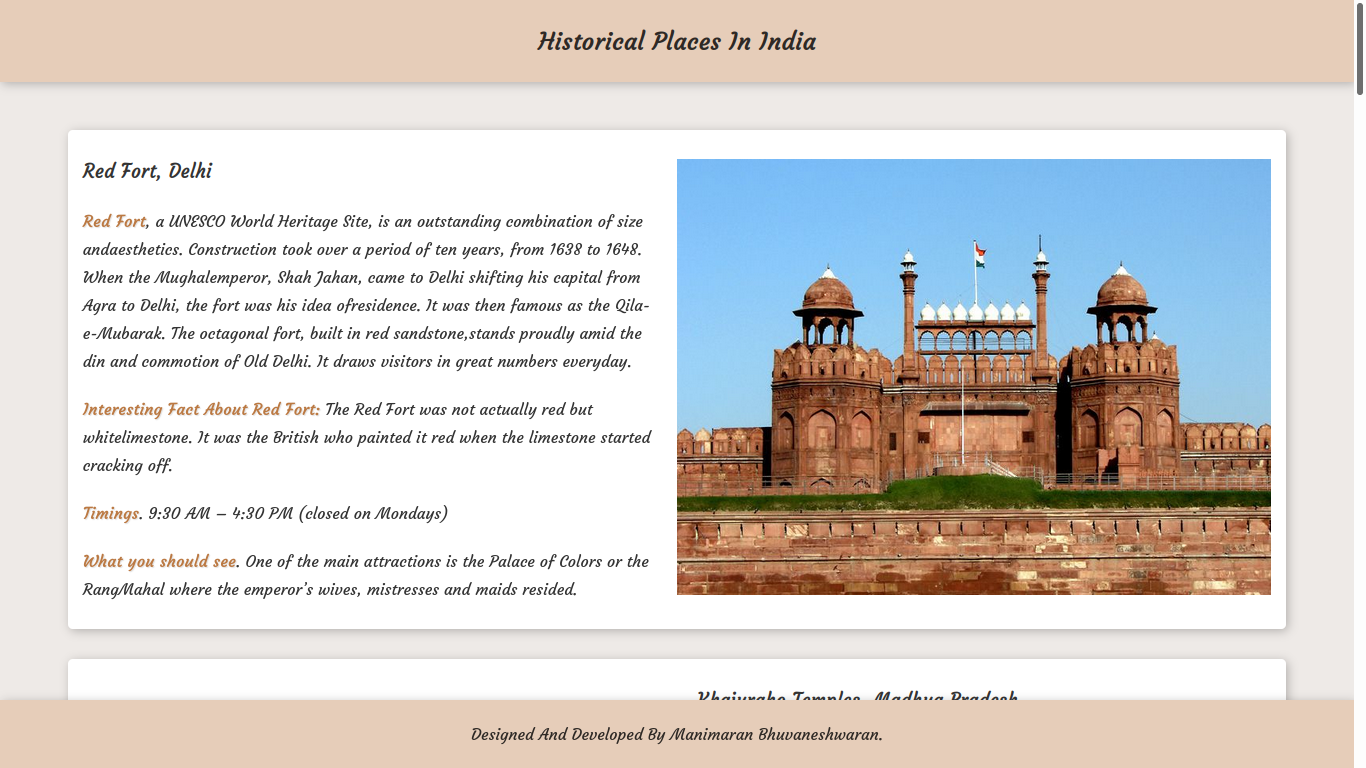 Historical Places In India
Red Fort, Delhi
Red Fort, a UNESCO World Heritage Site, is an outstanding combination of size
andaesthetics. Construction took over a period of ten years, from 1638 to 1648.
When the Mughalemperor, Shah Jahan, came to Delhi shifting his capital from
Agra to Delhi, the fort was his idea ofresidence. It was then famous as the Qila-
e-Mubarak. The octagonal fort, built in red sandstone,stands proudly amid the
din and commotion of Old Delhi. It draws visitors in great numbers everyday.
Interesting Fact About Red Fort: The Red Fort was not actually red but
whitelimestone. It was the British who painted it red when the limestone started
cracking off.
Timings. 9:30 AM – 4:30 PM (closed on Mondays)
What you should see. One of the main attractions is the Palace of Colors or the
RangMahal where the emperor's wives, mistresses and maids resided.
Khajuraho Temples, Madhya Pradesh
Designed And Developed By Manimaran Bhuvaneshwaran.